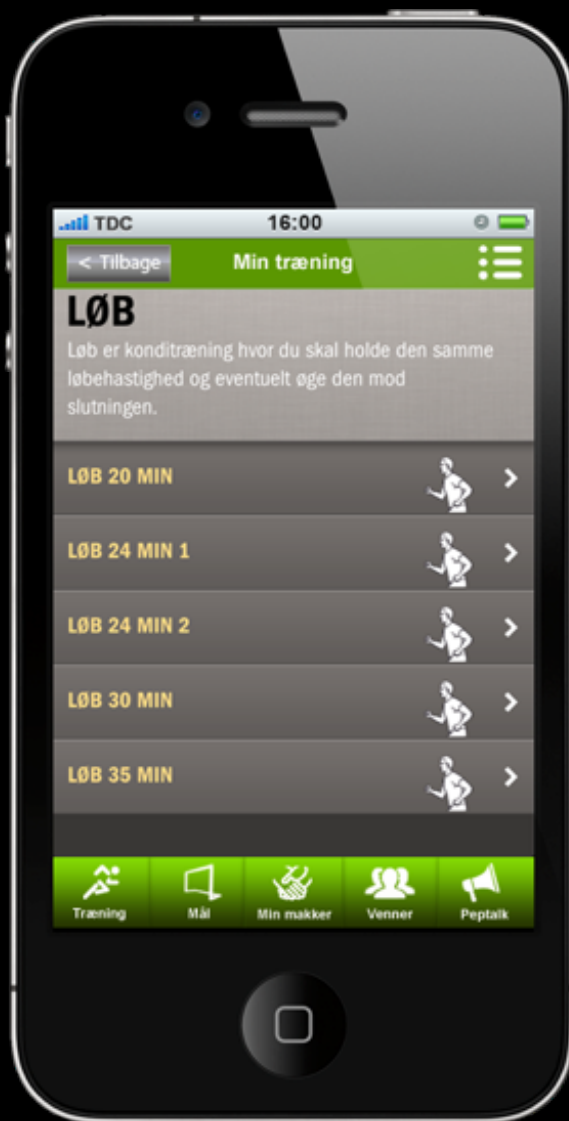 TDC 16:00
< Tilbage Min træning
LØB
Løb er konditræning hvor du skal holde den samme
løbehastighed og eventuelt øge den mod
slutningen.
LØB 20 MIN
LØB 24 MIN 1
LØB 24 MIN 2
LØB 30 MIN
LØB 35 MIN
Træning Mål Min makker Venner Peptalk